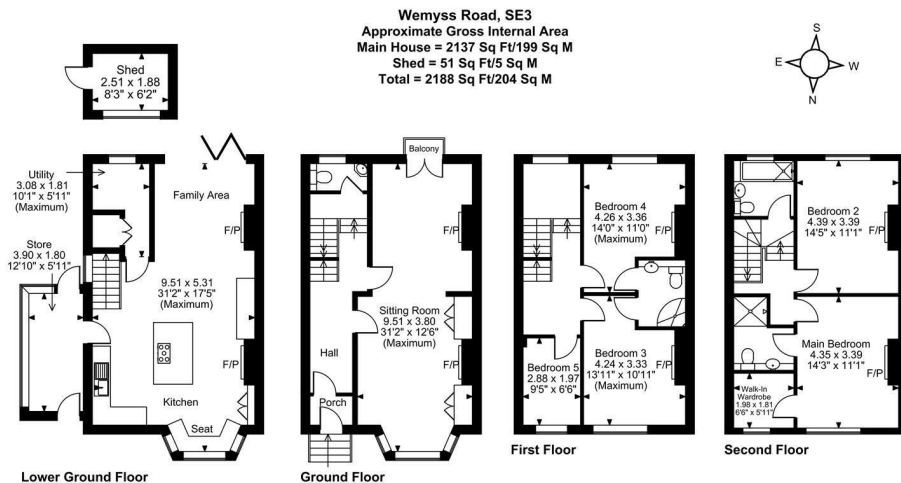 Wemyss Road, SE3
Approximate Gross Internal Area
Main House = 2137 Sq Ft/199 Sq M
Shed = 51 Sq Ft/5 Sq M
Total = 2188 Sq Ft/204 Sq M
S
E
W
N
Shed
2.51 x 1.88
8'3" x 6'2"
Utility
3.08 x 1.81
10'1" x 5'11"
(Maximum)
Store
3.90 x 1.80
12'10" x 5'11"
Family Area
F/P
9.51 x 5.31
31'2" x 17'5"
(Maximum)
F/P
Kitchen
Seat
Lower Ground Floor
Balcony
F/P
Sitting Room
9.51 x 3.80
31'2" x 12'6"
(Maximum)
F/P
Hall
Porch
Ground Floor
Bedroom 4
4.26 x 3.36
14'0" x 11'0"
(Maximum)
F/P
Bedroom 5
2.88 x 1.97
9'5" x 6'6"
Bedroom 3
4.24 x 3.33
13'11" x 10'11"
(Maximum)
First Floor
Bedroom 2
4.39 x 3.39
14'5" x 11'1"
F/P
Main Bedroom
4.35 x 3.39
14'3" x 11'1"
F/P
Walk-In
Wardrobe
1.98 x 1.81
6'6" x 5'11"
Second Floor